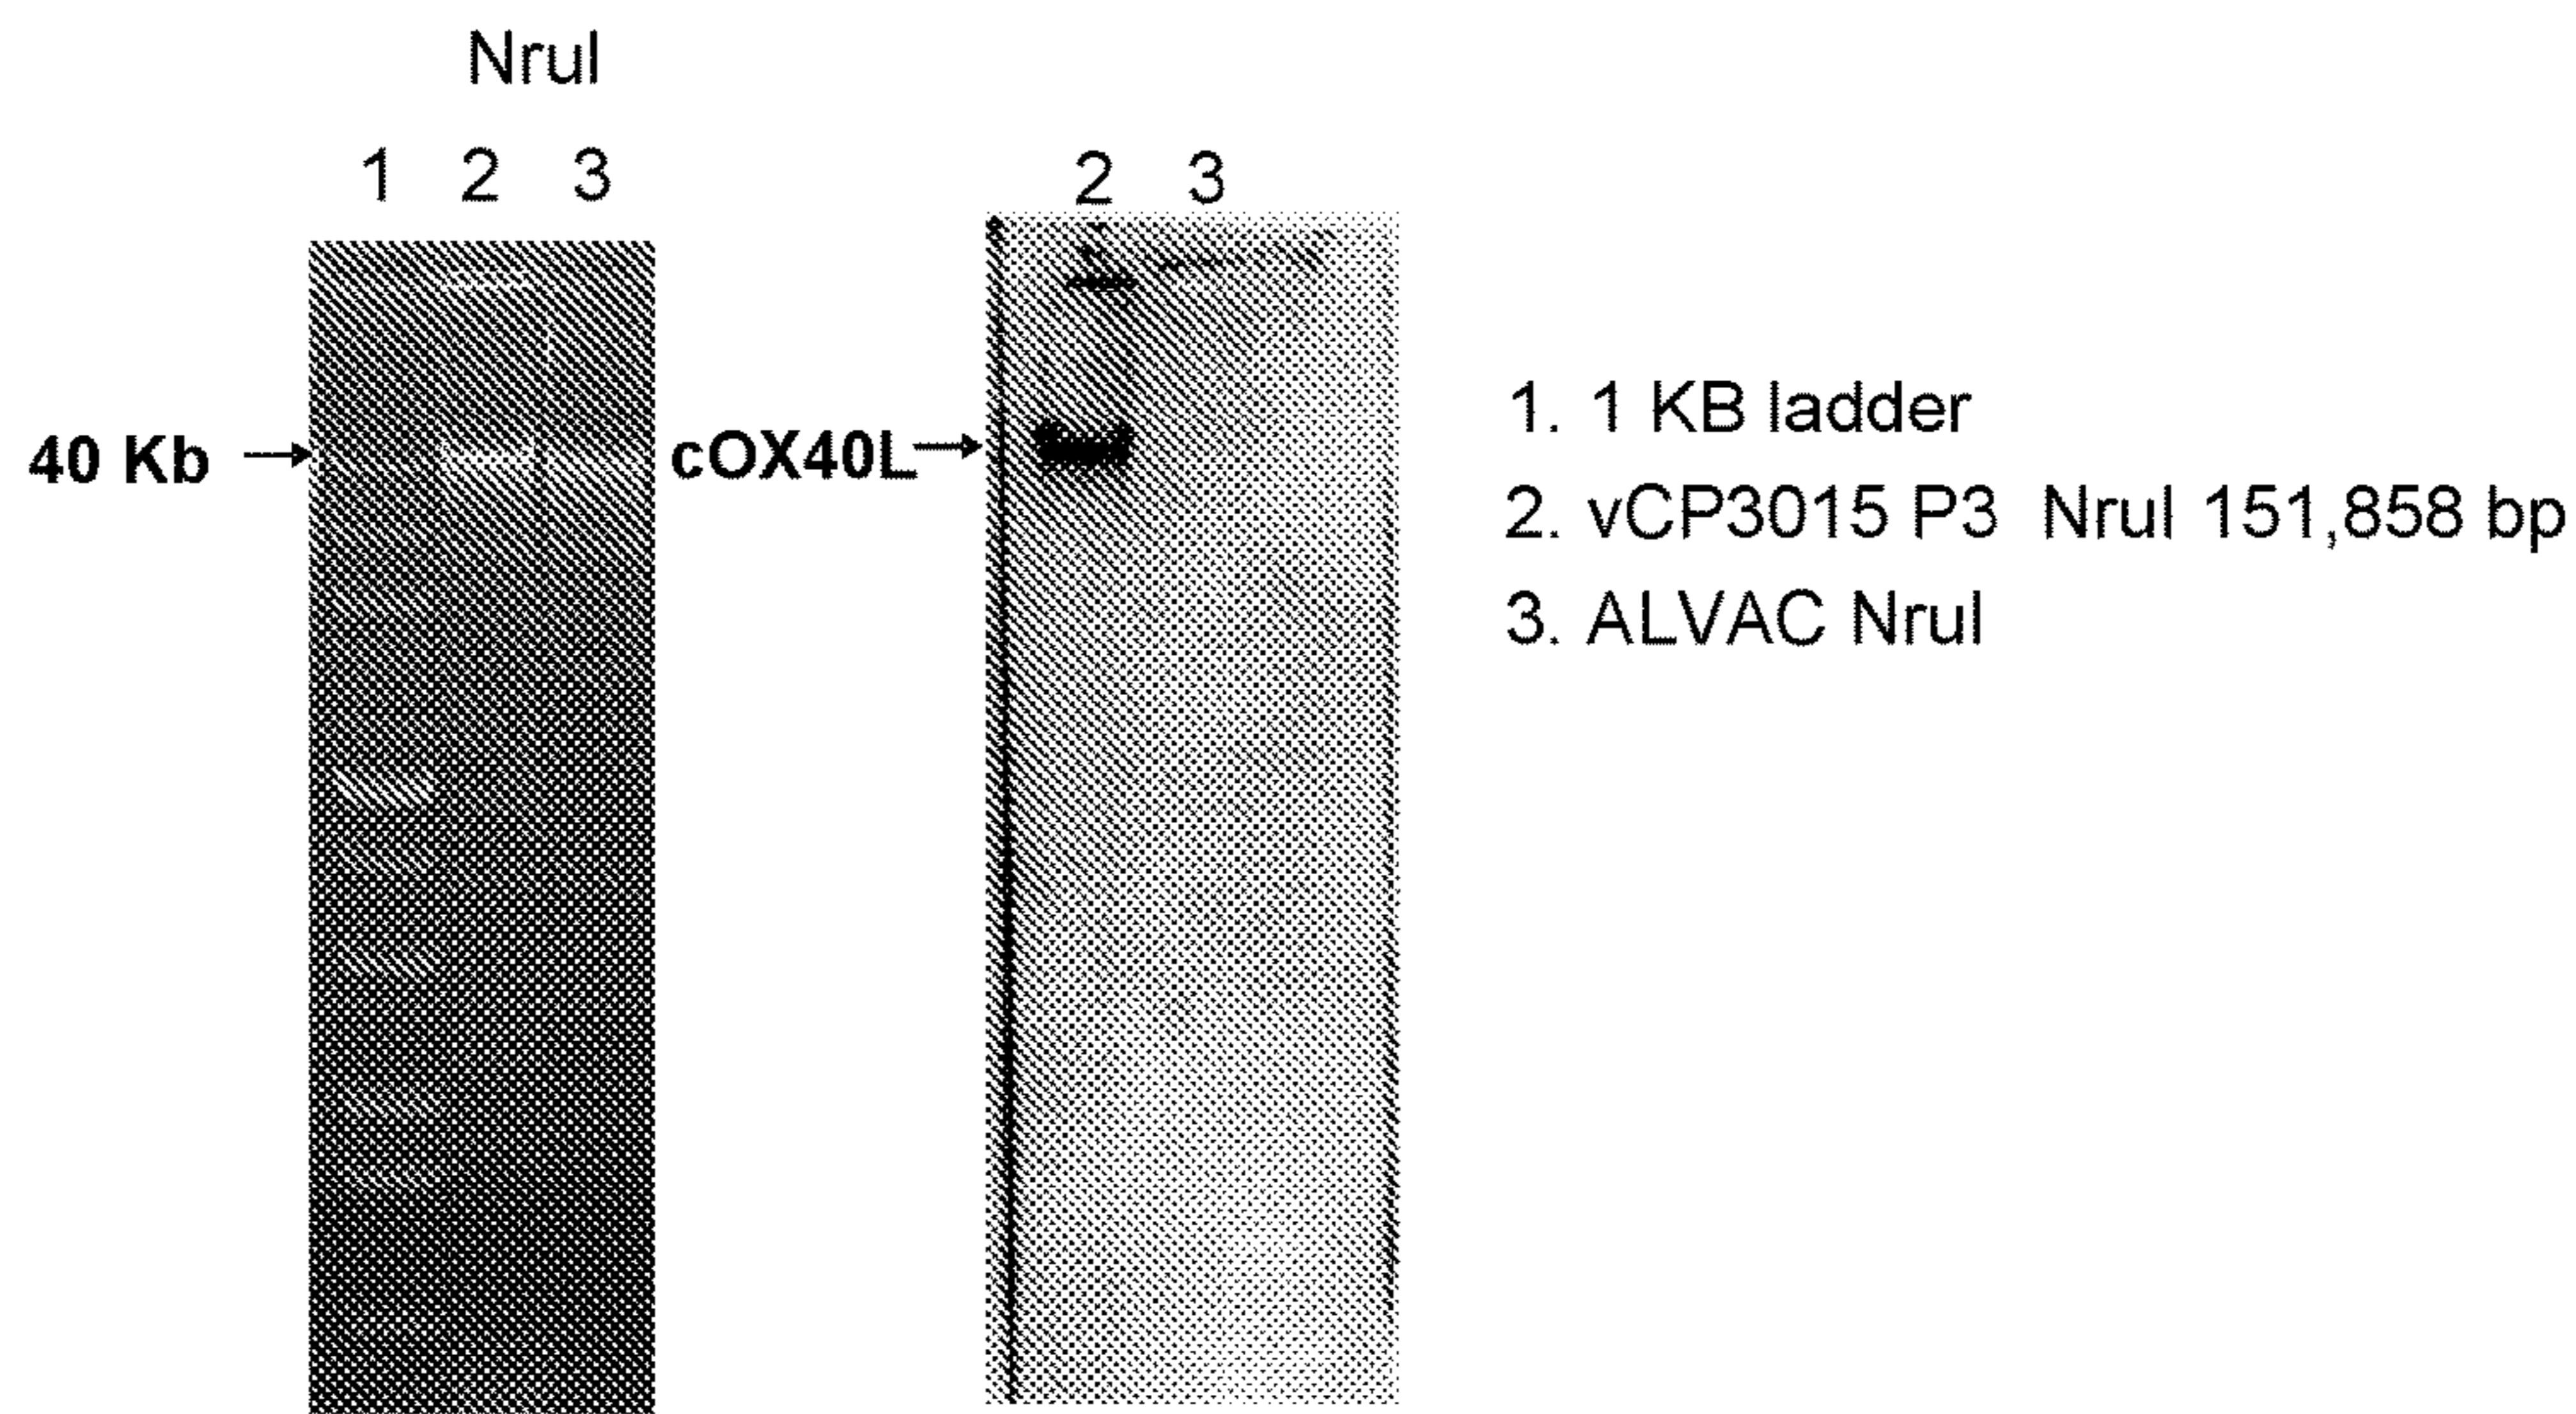 NruI
1 2 3
2 3
40 Kb
cOX40L
1. 1 KB ladder
2. vCP3015 P3 NruI 151,858 bp
3. ALVAC NruI